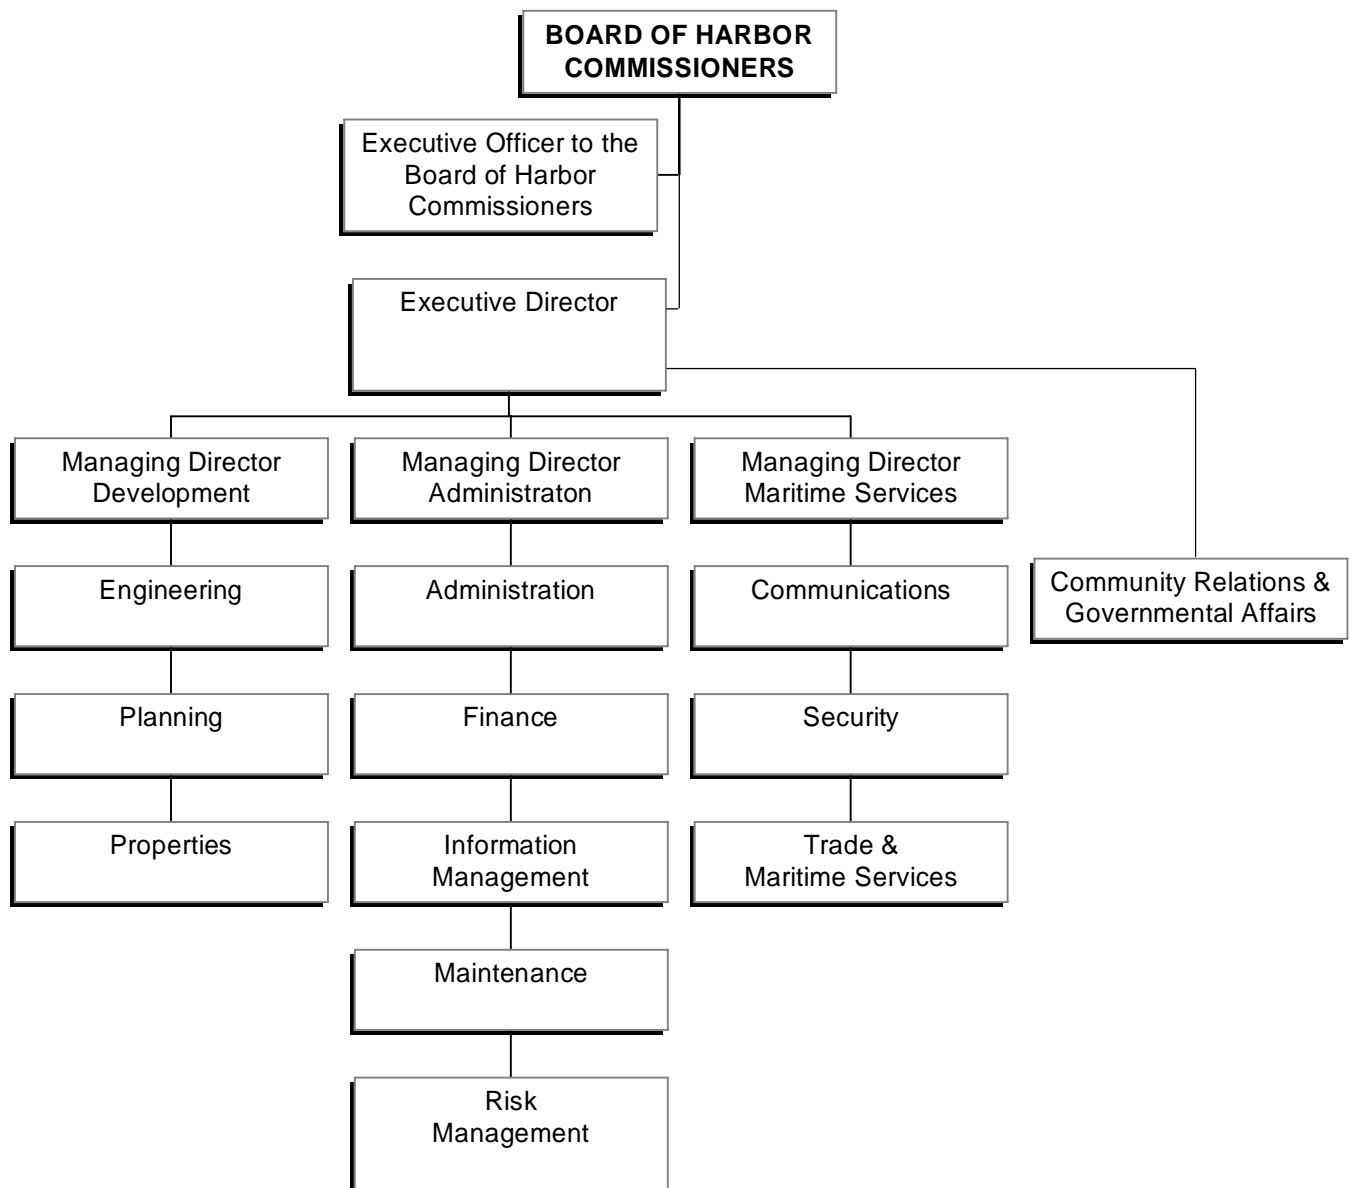 BOARD OF HARBOR
COMMISSIONERS
Executive Officer to the
Board of Harbor
Commissioners
Executive Director
Managing Director
Development
Managing Director
Administraton
Managing Director
Maritime Services
Engineering
Administration
Communications
Community Relations &
Governmental Affairs
Planning
Finance
Security
Properties
Information
Management
Trade &
Maritime Services
Maintenance
Risk
Management